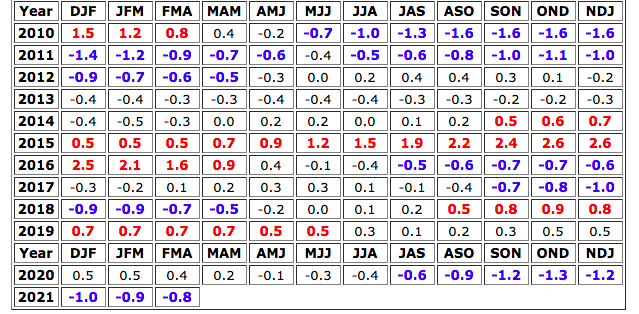 Year DJF JFM FMA MAM AMJ MJJ JJA JAS ASO SON OND NDJ
2010 1.5 1.2 0.8 0.4 -0.2 -0.7 -1.0 -1.3 -1.6 -1.6 -1.6 -1.6
2011 -1.4 -1.2 -0.9 -0.7 -0.6 -0.4 -0.5 -0.6 -0.8 -1.0 -1.1 -1.0
2012 -0.9 -0.7 -0.6 -0.5 -0.3 0.0 0.2 0.4 0.4 0.3 0.1 -0.2
2013 -0.4 -0.4 -0.3 -0.3 -0.4 -0.4 -0.4 -0.3 -0.3 -0.2 -0.2 -0.3
2014 -0.4 -0.5 -0.3 0.0 0.2 0.2 0.0 0.1 0.2 0.5 0.6 0.7
2015 0.5 0.5 0.5 0.7 0.9 1.2 1.5 1.9 2.2 2.4 2.6 2.6
2016 2.5 2.1 1.6 0.9 0.4 -0.1 -0.4 -0.5 -0.6 -0.7 -0.7 -0.6
2017 -0.3 -0.2 0.1 0.2 0.3 0.3 0.1 -0.1 -0.4 -0.7 -0.8 -1.0
2018 -0.9 -0.9 -0.7 -0.5 -0.2 0.0 0.1 0.2 0.5 0.8 0.9 0.8
2019 0.7 0.7 0.7 0.7 0.5 0.5 0.3 0.1 0.2 0.3 0.5 0.5
Year DJF JFM FMA MAM AMJ MJJ JJA JAS ASO SON OND NDJ
2020 0.5 0.5 0.4 0.2 -0.1 -0.3 -0.4 -0.6 -0.9 -1.2 -1.3 -1.2
2021 -1.0 -0.9 -0.8